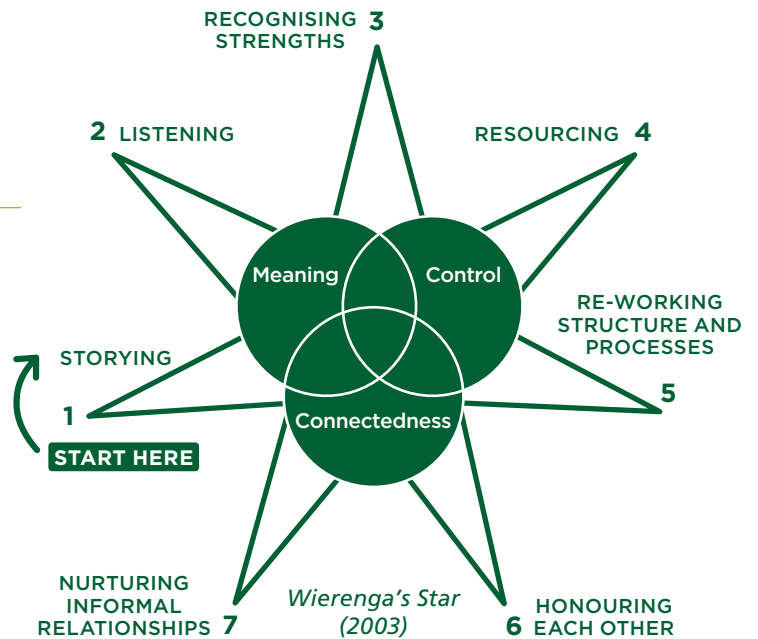 RECOGNISING 3
STRENGTHS
2 LISTENING
RESOURCING 4
Meaning
Control
RE-WORKING
STRUCTURE AND
PROCESSES
5
STORYING
1
START HERE
Connectedness
NURTURING
INFORMAL
RELATIONSHIPS 7
Wierenga's Star
(2003)
6 HONOURING
EACH OTHER